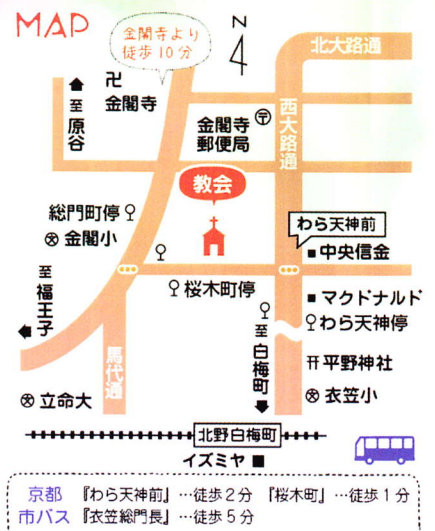 MAP
金閣寺より
徒歩10分
N
北大路通
卍
金閣寺
至原谷
金閣寺
郵便局
西大路通
教会
総門町停
文 金閣小
わら天神前
■中央信金
至福王子
桜木町停
■マクドナルド
わら天神停
至白梅町
馬代通
平野神社
文 立命大
文 衣笠小
北野白梅町
イズミヤ ■
京都 『わら天神前』…徒歩2分 『桜木町』…徒歩1分
市バス 『衣笠総門長』…徒歩5分